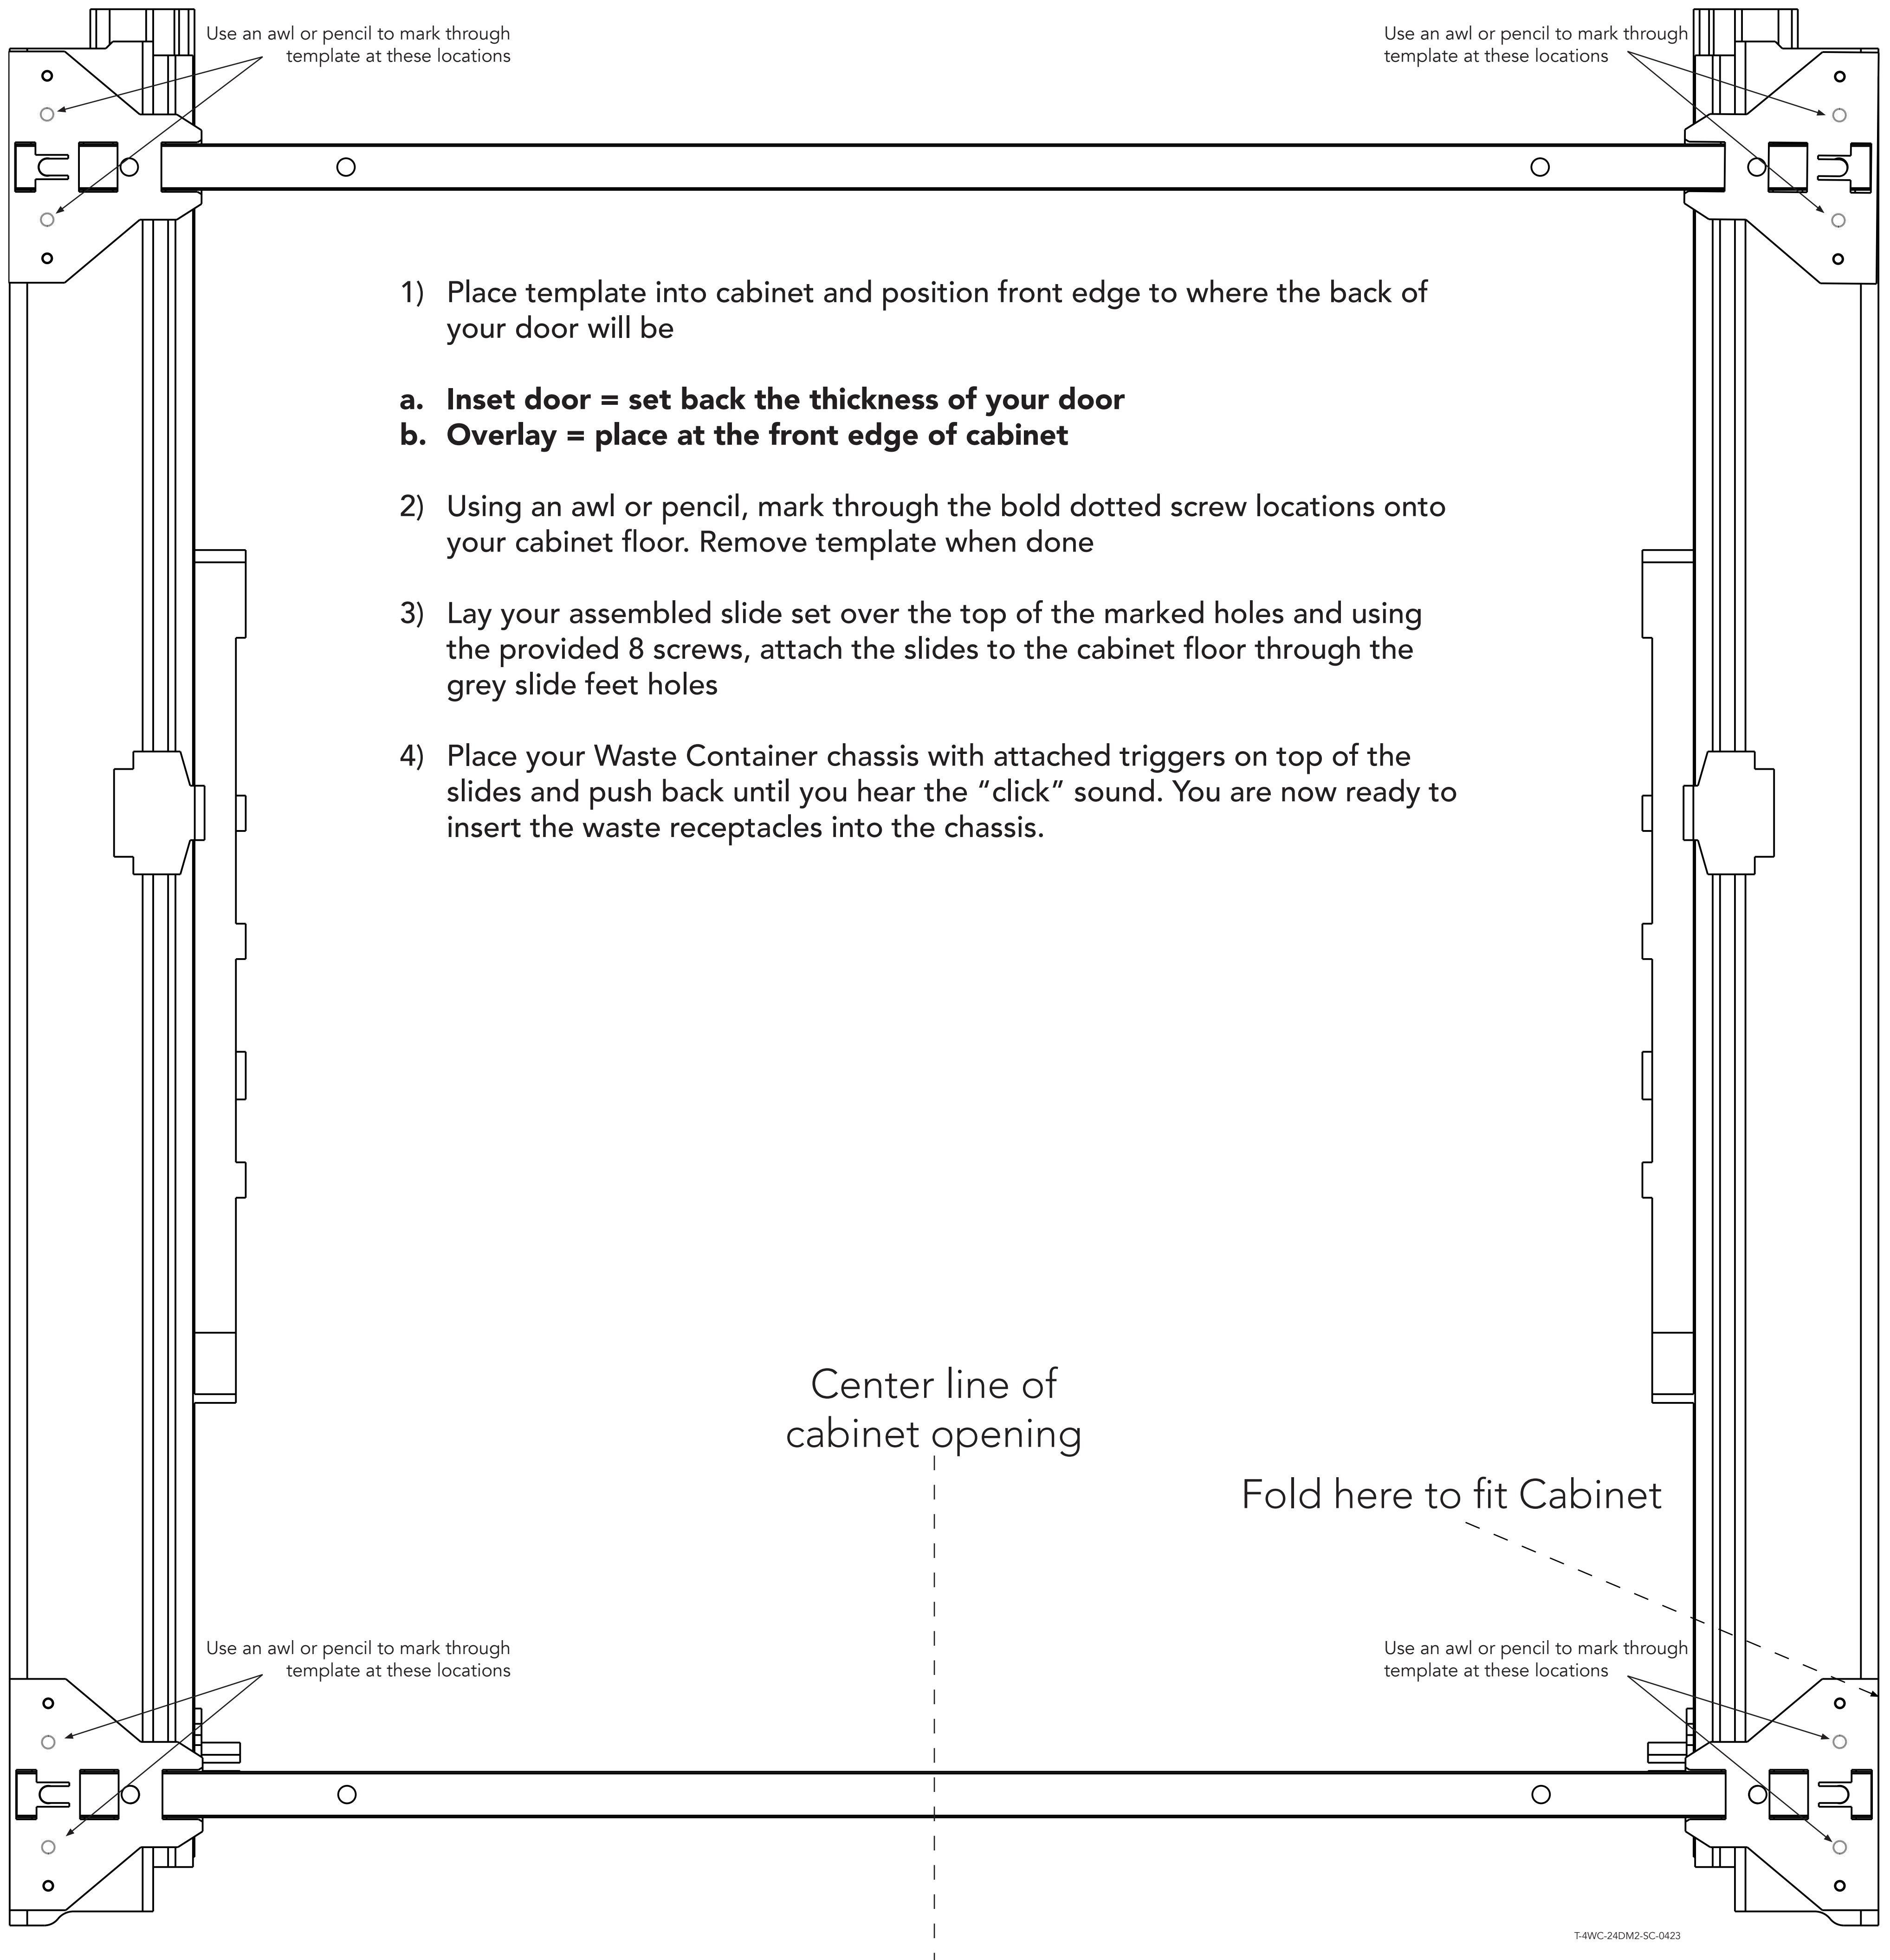 Use an awl or pencil to mark through
template at these locations
Use an awl or pencil to mark through
template at these locations
1) Place template into cabinet and position front edge to where the back of
your door will be
a. Inset door = set back the thickness of your door
b. Overlay = place at the front edge of cabinet
2) Using an awl or pencil, mark through the bold dotted screw locations onto
your cabinet floor. Remove template when done
3) Lay your assembled slide set over the top of the marked holes and using
the provided 8 screws, attach the slides to the cabinet floor through the
grey slide feet holes
4) Place your Waste Container chassis with attached triggers on top of the
slides and push back until you hear the “click” sound. You are now ready to
insert the waste receptacles into the chassis.
Center line of
cabinet opening
Fold here to fit Cabinet
Use an awl or pencil to mark through
template at these locations
Use an awl or pencil to mark through
template at these locations
T-4WC-24DM2-SC-0423